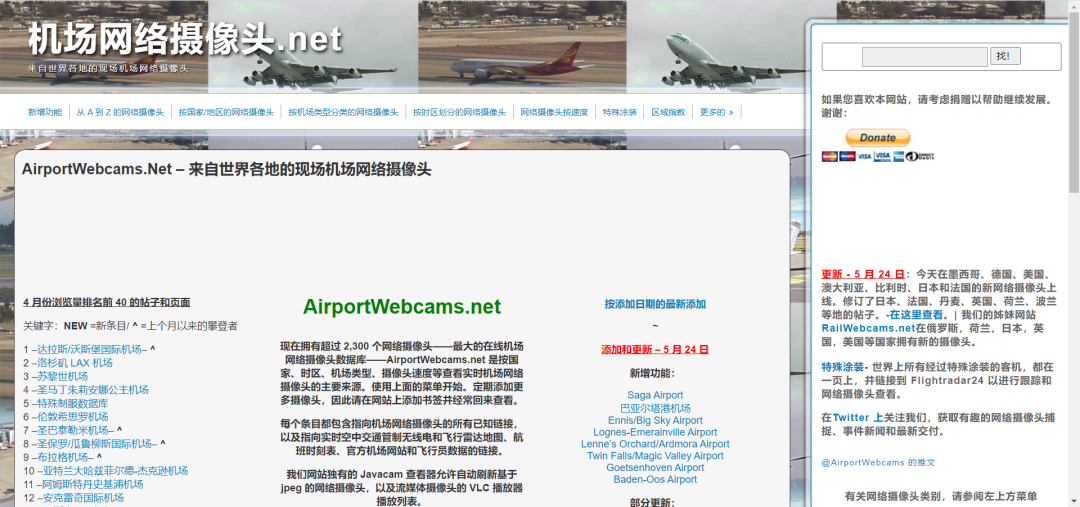 机场网络摄像头.net
来自世界各地的现场机场网络摄像头
新增功能
从 A 到 Z 的网络摄像头
按国家/地区的网络摄像头
按机场类型分类的网络摄像头
按时区划分的网络摄像头
网络摄像头按速度
特殊涂装
区域指数
更多的 »
AirportWebcams.Net – 来自世界各地的现场机场网络摄像头
4 月份浏览量排名前 40 的帖子和页面
关键字：NEW =新条目/ ^ =上个月以来的攀登者
1 –达拉斯/沃斯堡国际机场– ^
2 –洛杉矶 LAX 机场
3 –苏黎世机场
4 –圣马丁朱莉安娜公主机场
5 –特殊制服数据库
6 –伦敦希思罗机场
7 –圣巴泰勒米机场– ^
8 –圣保罗/瓜鲁柳斯国际机场– ^
9 –布拉格机场– ^
10 –亚特兰大哈兹菲尔德-杰克逊机场
11 –阿姆斯特丹史基浦机场
12 –安克雷奇国际机场
AirportWebcams.net
现在拥有超过 2,300 个网络摄像头——最大的在线机场
网络摄像头数据库——AirportWebcams.net 是按国
家、时区、机场类型、摄像头速度等查看实时机场网络
摄像头的主要来源。使用上面的菜单开始。定期添加更
多摄像头，因此请在网站上添加书签并经常回来查看。
每个条目都包含指向机场网络摄像头的所有已知链接，
以及指向实时空中交通管制无线电和飞行雷达地图、航
班时刻表、官方机场网站和飞行员数据的链接。
我们网站独有的 Javacam 查看器允许自动刷新基于
jpeg 的网络摄像头，以及流媒体摄像头的 VLC 播放器
播放列表。
按添加日期的最新添加
~
添加和更新 – 5 月 24 日
新增功能：
Saga Airport
巴亚尔塔港机场
Ennis/Big Sky Airport
Lognes-Emerainville Airport
Lenne’s Orchard/Ardmora Airport
Twin Falls/Magic Valley Airport
Goetsenhoven Airport
Baden-Oos Airport
部分更新：
找!
如果您喜欢本网站，请考虑捐赠以帮助继续发展。
谢谢：
Donate
VISA
VISA
更新 - 5 月 24 日：今天在墨西哥、德国、美国、
澳大利亚、比利时、日本和法国的新网络摄像头上
线。修订了日本、法国、丹麦、英国、荷兰、波兰
等地的帖子。-在这里查看。| 我们的姊妹网站
RailWebcams.net在俄罗斯，荷兰，日本，英
国，美国等国家拥有新的摄像头。
特殊涂装- 世界上所有经过特殊涂装的客机，都在
一页上，并链接到 Flightradar24 以进行跟踪和
网络摄像头查看。
在Twitter 上关注我们，获取有趣的网络摄像头捕
捉、事件新闻和最新交付。
@AirportWebcams 的推文
有关网络摄像头类别，请参阅左上方菜单